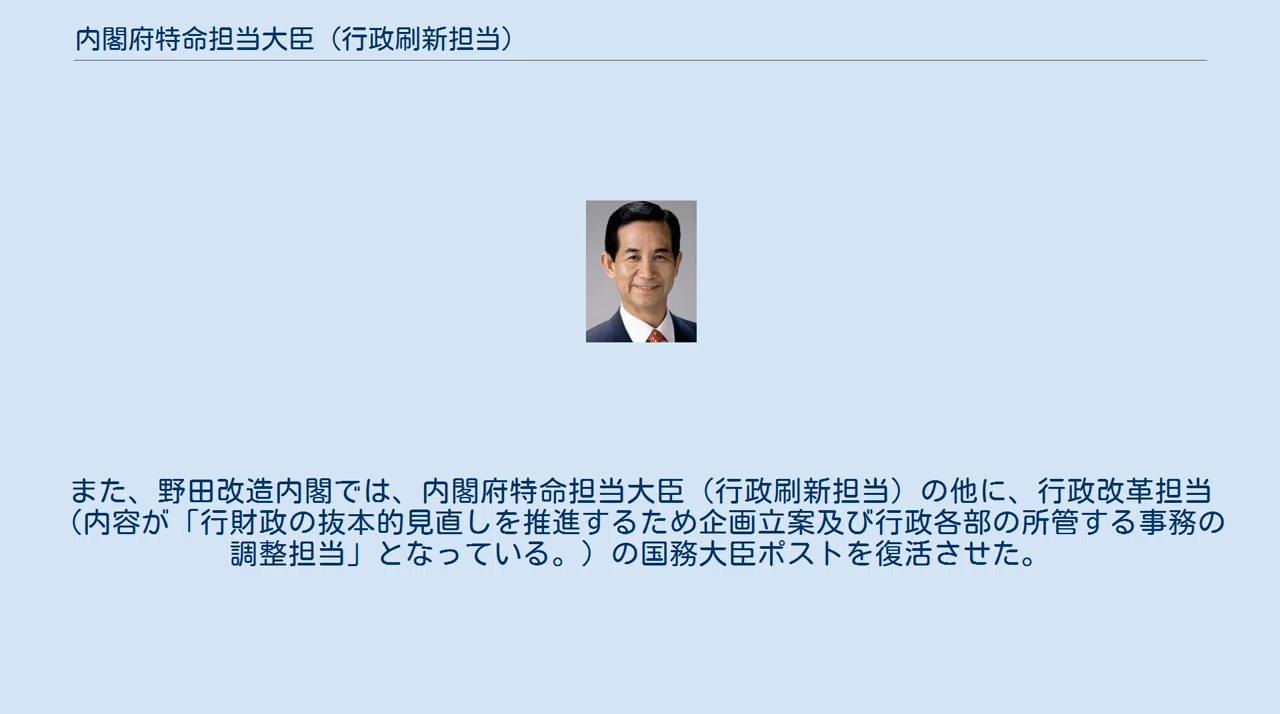 内閣府特命担当大臣（行政刷新担当）
また、野田改造内閣では、内閣府特命担当大臣（行政刷新担当）の他に、行政改革担当
（内容が「行財政の抜本的見直しを推進するため企画立案及び行政各部の所管する事務の
調整担当」となっている。）の国務大臣ポストを復活させた。